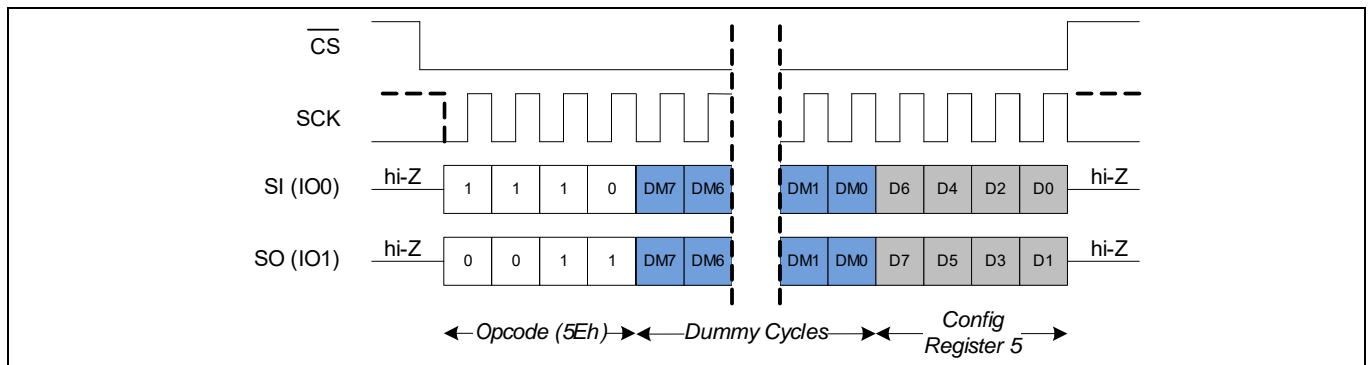 CS
SCK
SI (IO0) hi-Z 1 1 1 0 DM7 DM6 DM1 DM0 D6 D4 D2 D0 hi-Z
SO (IO1) hi-Z 0 0 1 1 DM7 DM6 DM1 DM0 D7 D5 D3 D1 hi-Z
Opcode (5Eh) Dummy Cycles Config
Register 5